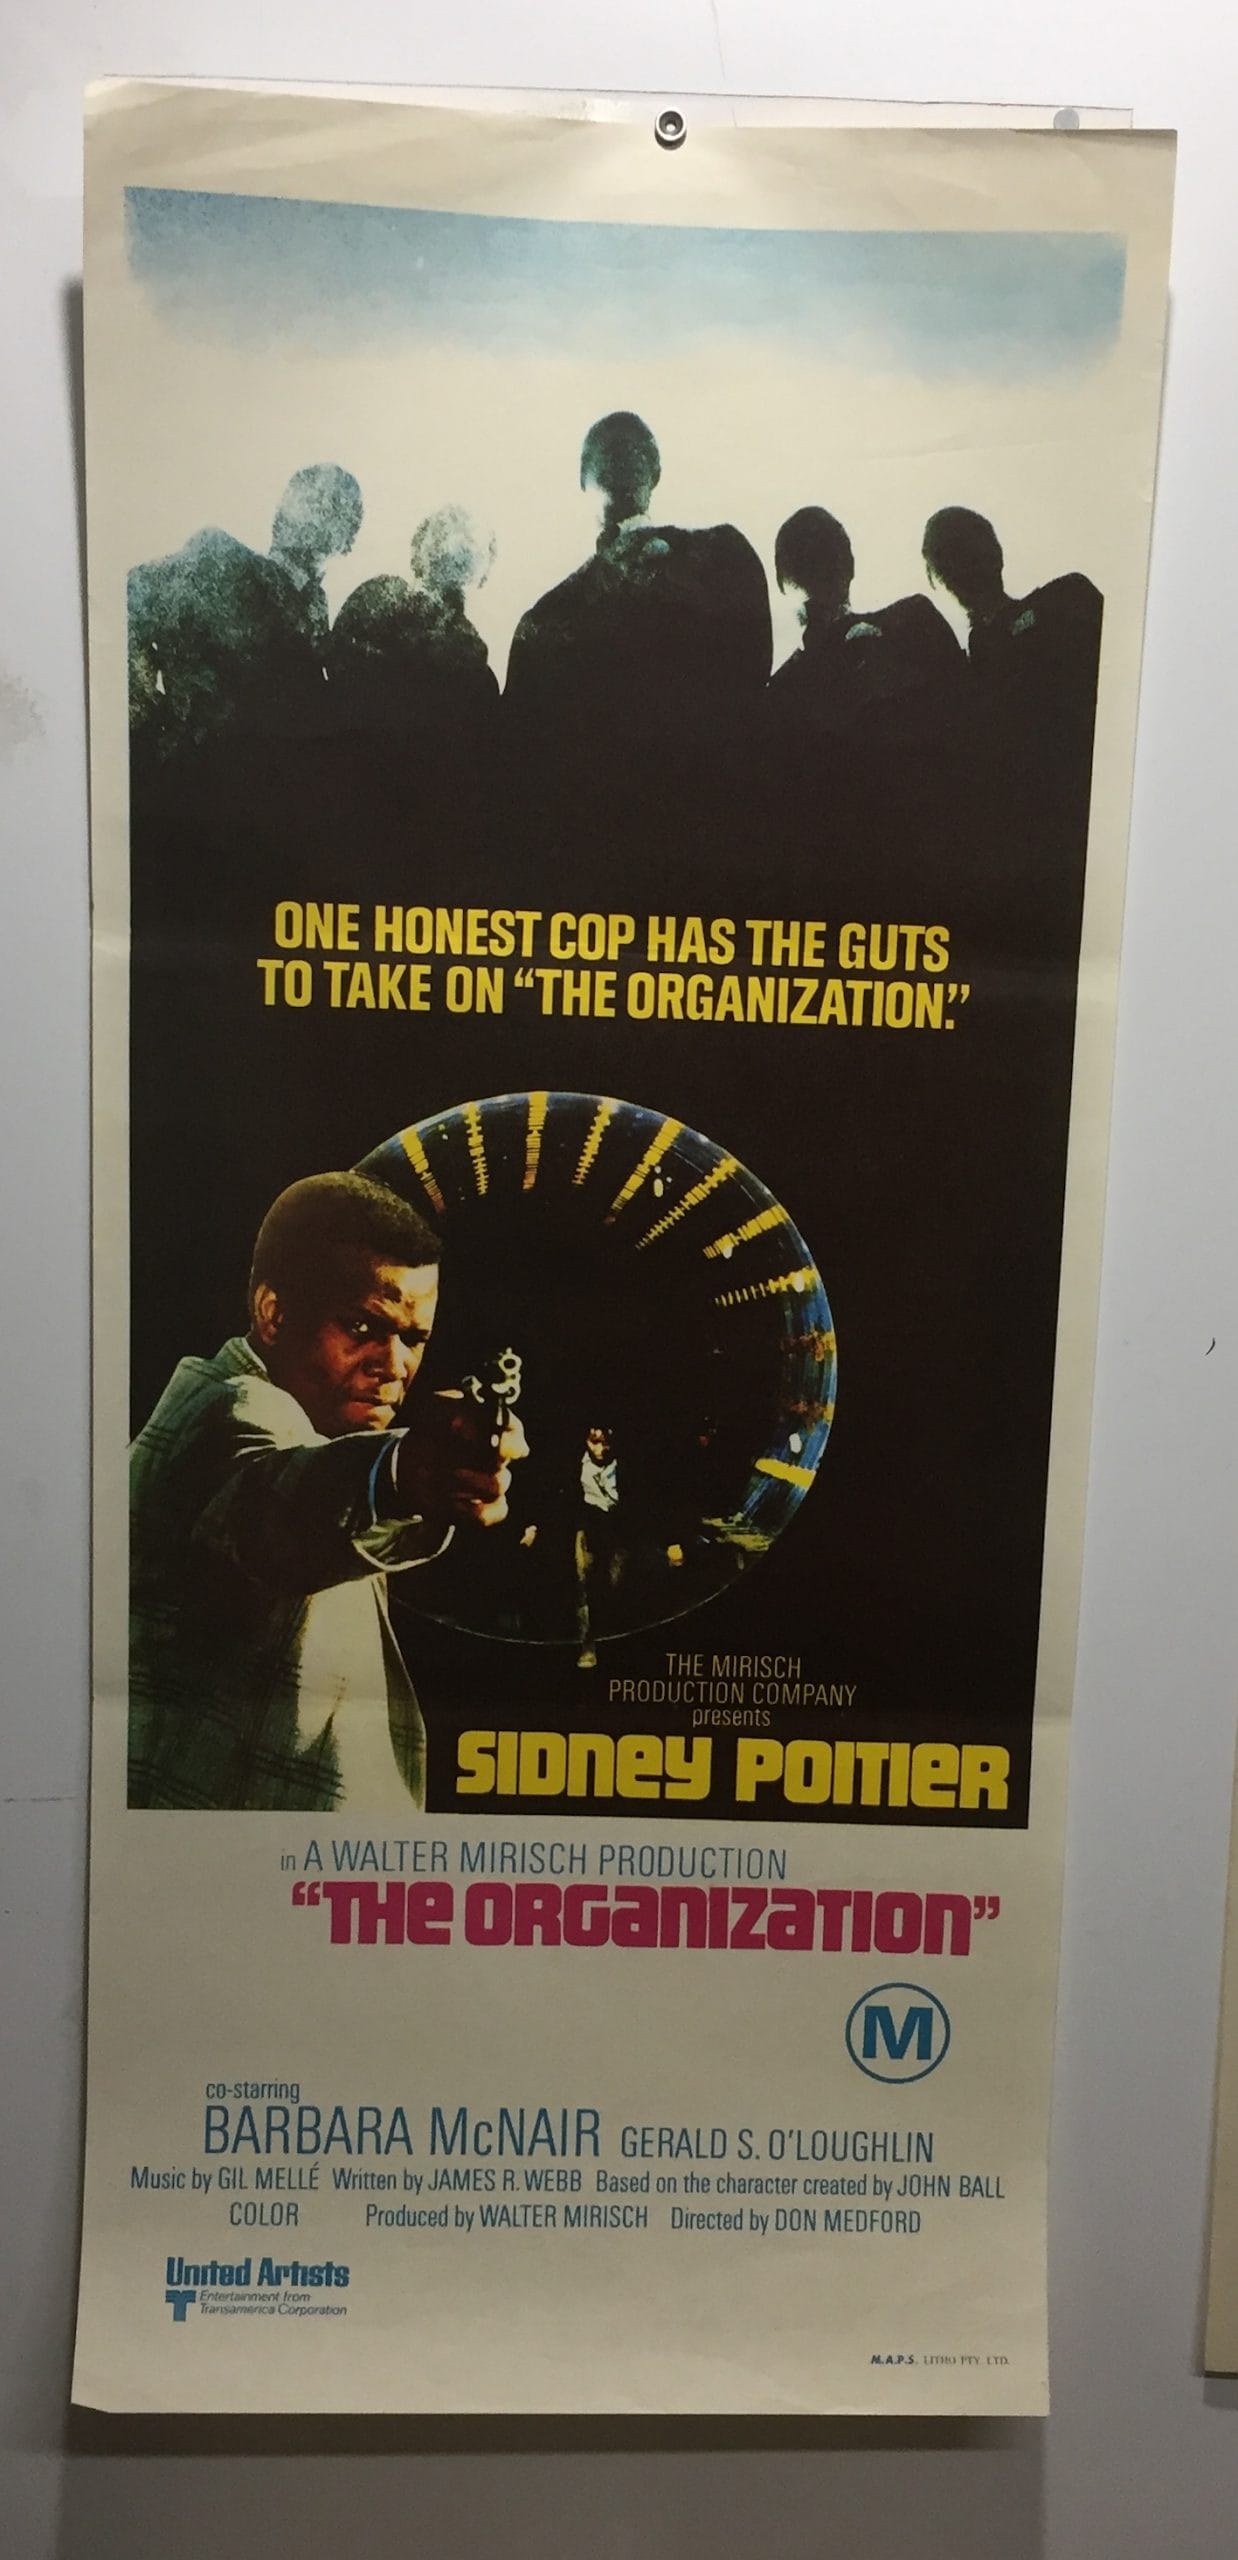 ONE HONEST COP HAS THE GUTS
TO TAKE ON “THE ORGANIZATION.”
THE MIRISCH
PRODUCTION COMPANY
presents
SIDNEY POITIER
in A WALTER MIRISCH PRODUCTION
“THE ORGANIZATION”
M
co-starring
BARBARA McNAIR GERALD S. O'LOUGHLIN
Music by GIL MELLÉ Written by JAMES R. WEBB Based on the character created by JOHN BALL
COLOR Produced by WALTER MIRISCH Directed by DON MEDFORD
United Artists
Entertainment from
Transamerica Corporation
M.A.P.S. LITHO PTY. LTD.